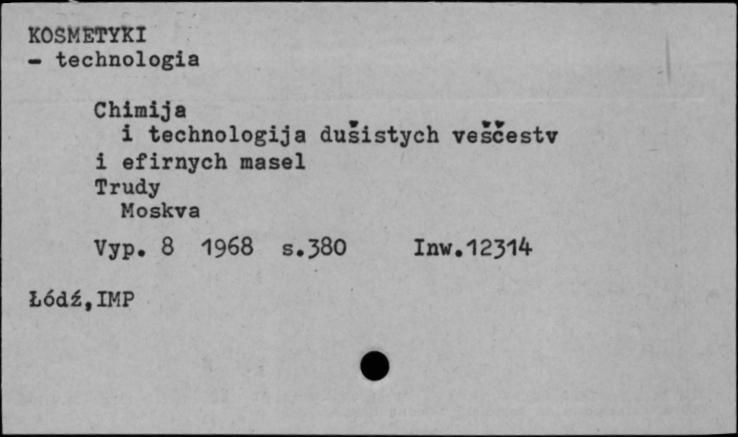 KOSMETYKI
- technologia
Chimija
i technologija dušistych veščestv
i efirnych masel
Trudy
Moskva
Vyp. 8 1968 s.380 Inw.12314
Łódź,IMP